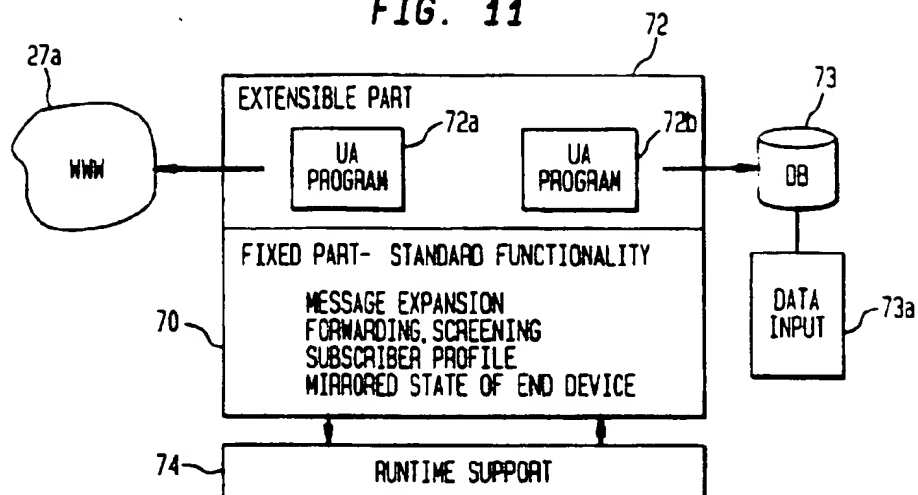 FIG. 11
27a
72
EXTENSIBLE PART
73
WWW
72a
UA
PROGRAM
72b
UA
PROGRAM
DB
FIXED PART- STANDARD FUNCTIONALITY
MESSAGE EXPANSION
FORWARDING, SCREENING
SUBSCRIBER PROFILE
MIRRORED STATE OF END DEVICE
70
DATA
INPUT
73a
74
RUNTIME SUPPORT